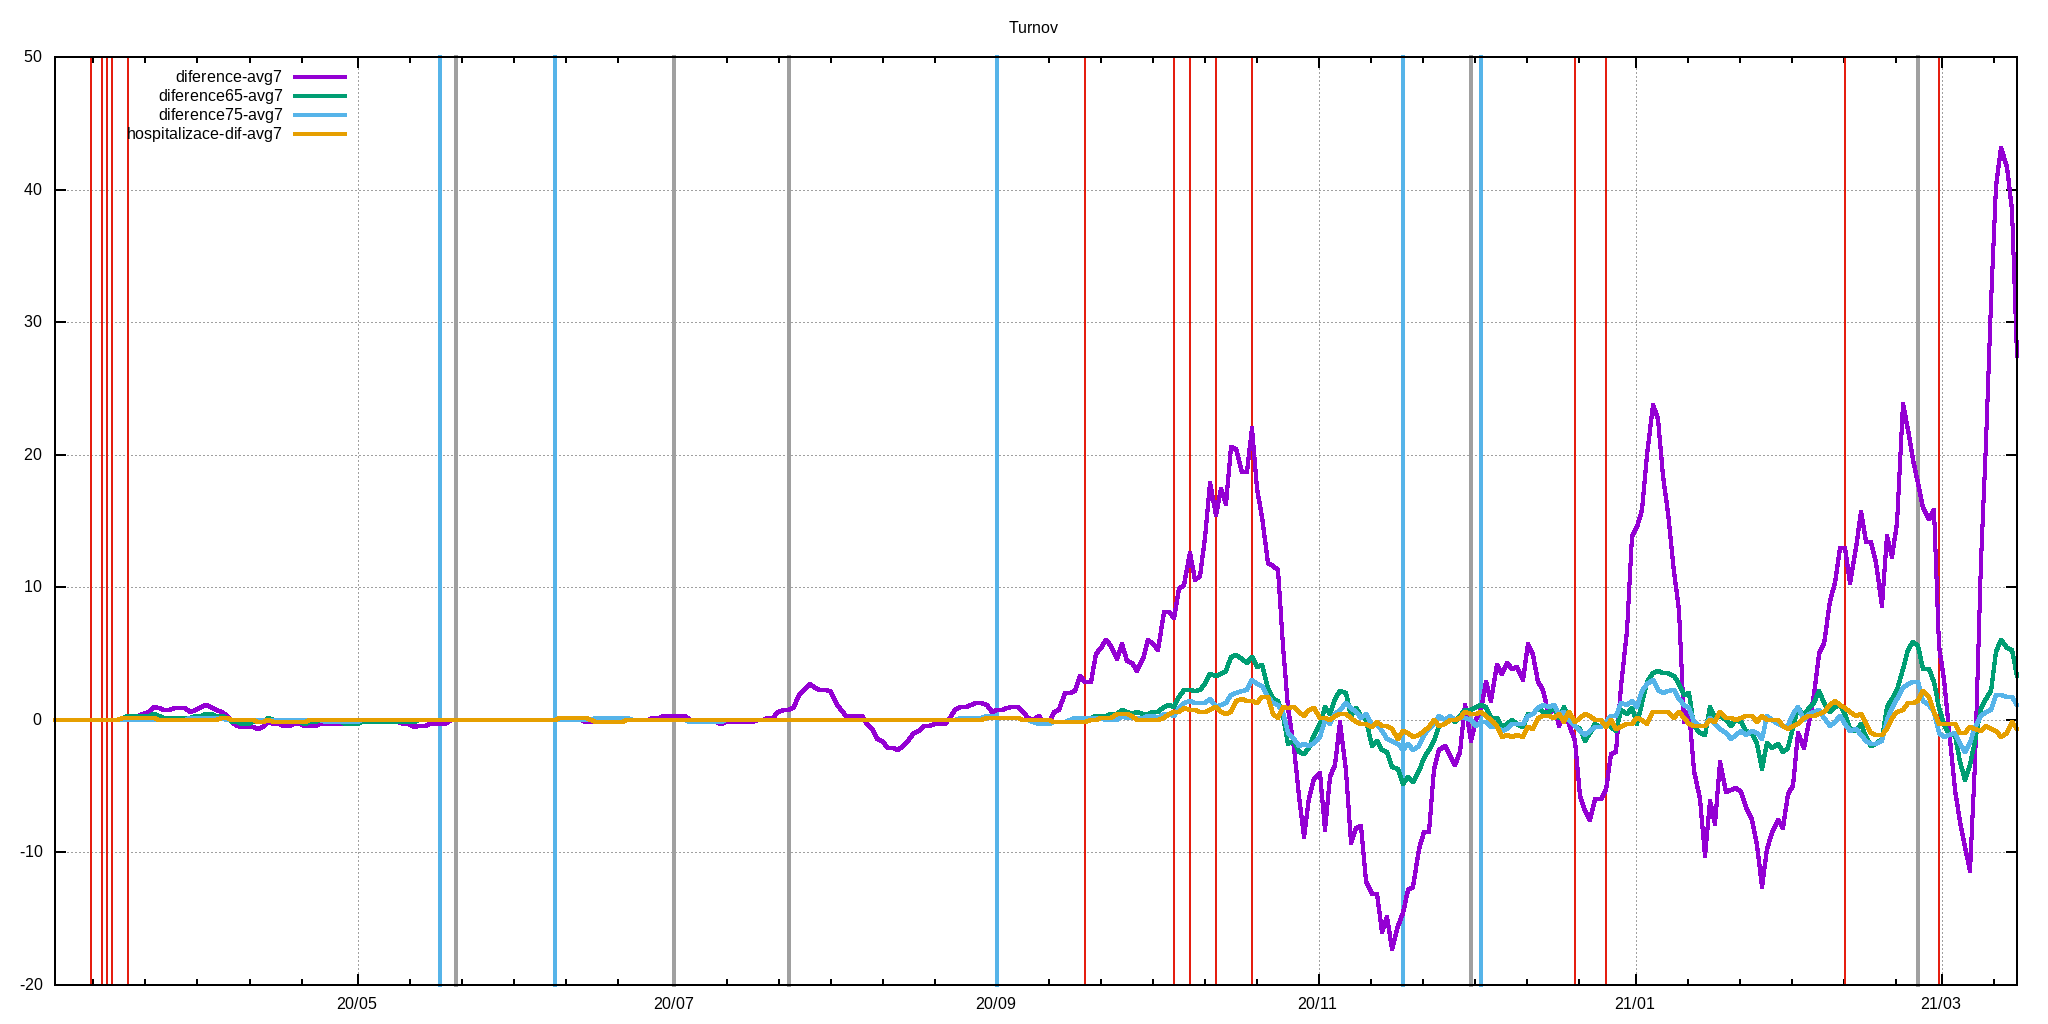 Turnov
50
40
30
20
10
0
-10
-20
diference-avg7
diference65-avg7
diference75-avg7
hospitalizace-dif-avg7
20/05 20/07 20/09 20/11 21/01 21/03